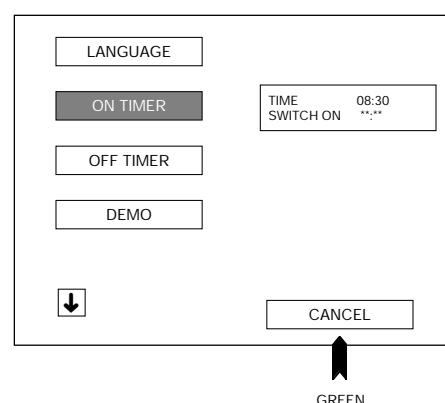 LANGUAGE
ON TIMER
TIME 08:30
SWITCH ON **:**
OFF TIMER
DEMO
CANCEL
GREEN